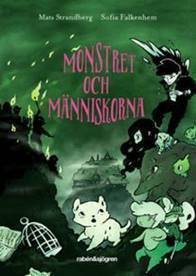 Mats Strandberg Sofia Falkenhem
MONSTRET
OCH
MÄNNISKORNA
rabén&sjögren